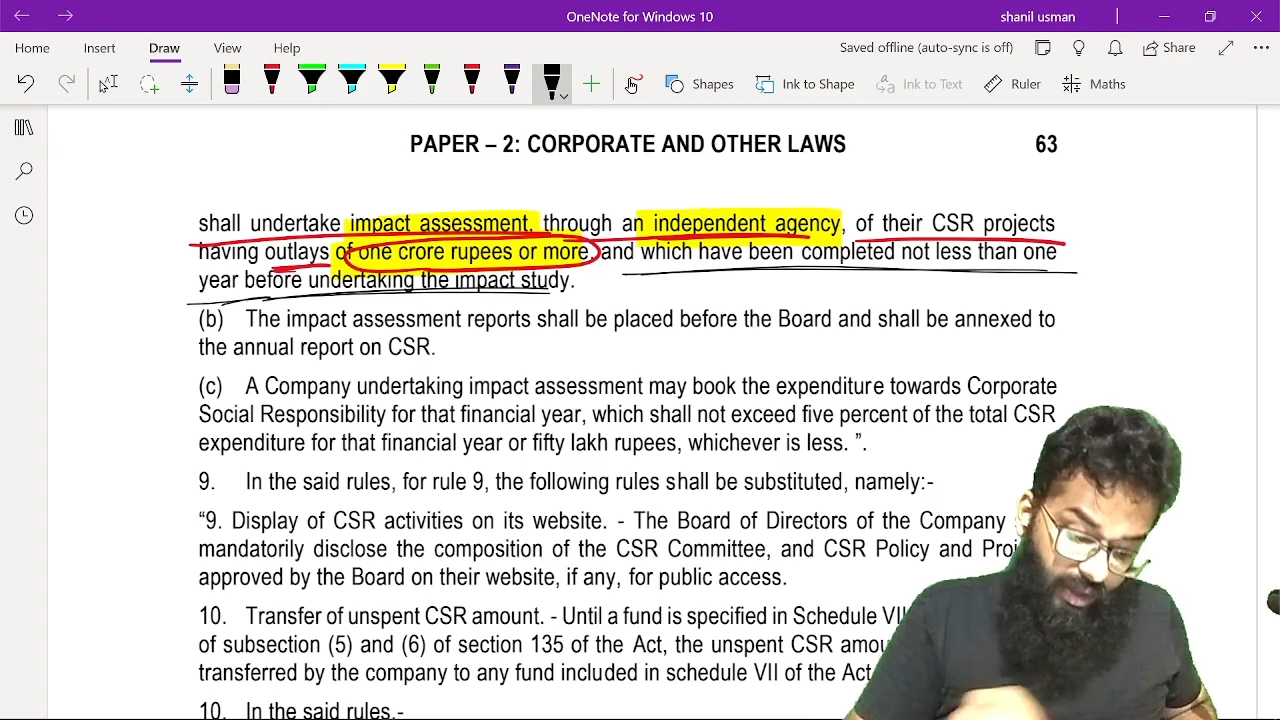 OneNote for Windows 10
shanil usman
Home Insert Draw View Help Saved offline (auto-sync is off) Share
Shapes Ink to Shape Ink to Text Ruler Maths
PAPER – 2: CORPORATE AND OTHER LAWS 63
shall undertake impact assessment, through an independent agency, of their CSR projects
having outlays of one crore rupees or more, and which have been completed not less than one
year before undertaking the impact study.
(b) The impact assessment reports shall be placed before the Board and shall be annexed to
the annual report on CSR.
(c) A Company undertaking impact assessment may book the expenditure towards Corporate
Social Responsibility for that financial year, which shall not exceed five percent of the total CSR
expenditure for that financial year or fifty lakh rupees, whichever is less. ”.
9. In the said rules, for rule 9, the following rules shall be substituted, namely:-
“9. Display of CSR activities on its website. - The Board of Directors of the Company
mandatorily disclose the composition of the CSR Committee, and CSR Policy and
approved by the Board on their website, if any, for public access.
10. Transfer of unspent CSR amount. - Until a fund is specified in Schedule VII
of subsection (5) and (6) of section 135 of the Act, the unspent CSR
transferred by the company to any fund included in schedule VII of the Act
10. In the said rules,-